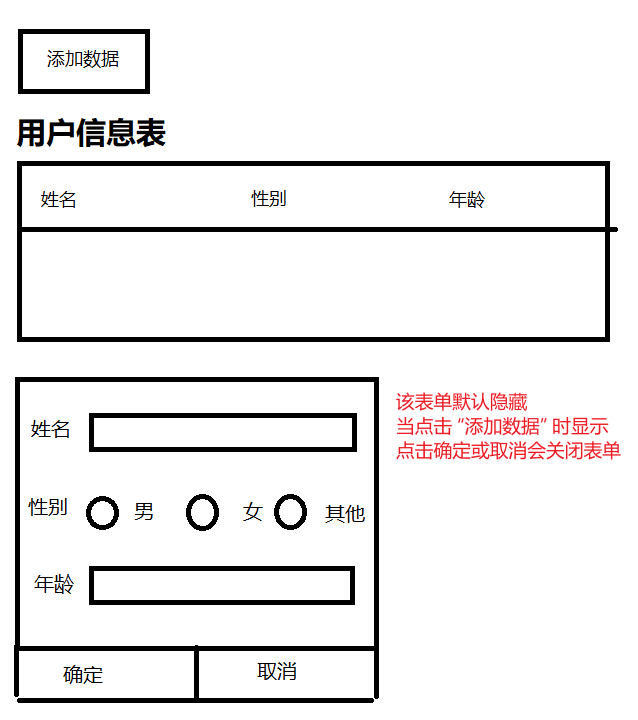 添加数据
用户信息表
姓名 性别 年龄
该表单默认隐藏
当点击 “添加数据” 时显示
点击确定或取消会关闭表单
姓名
性别 男 女 其他
年龄
确定 取消